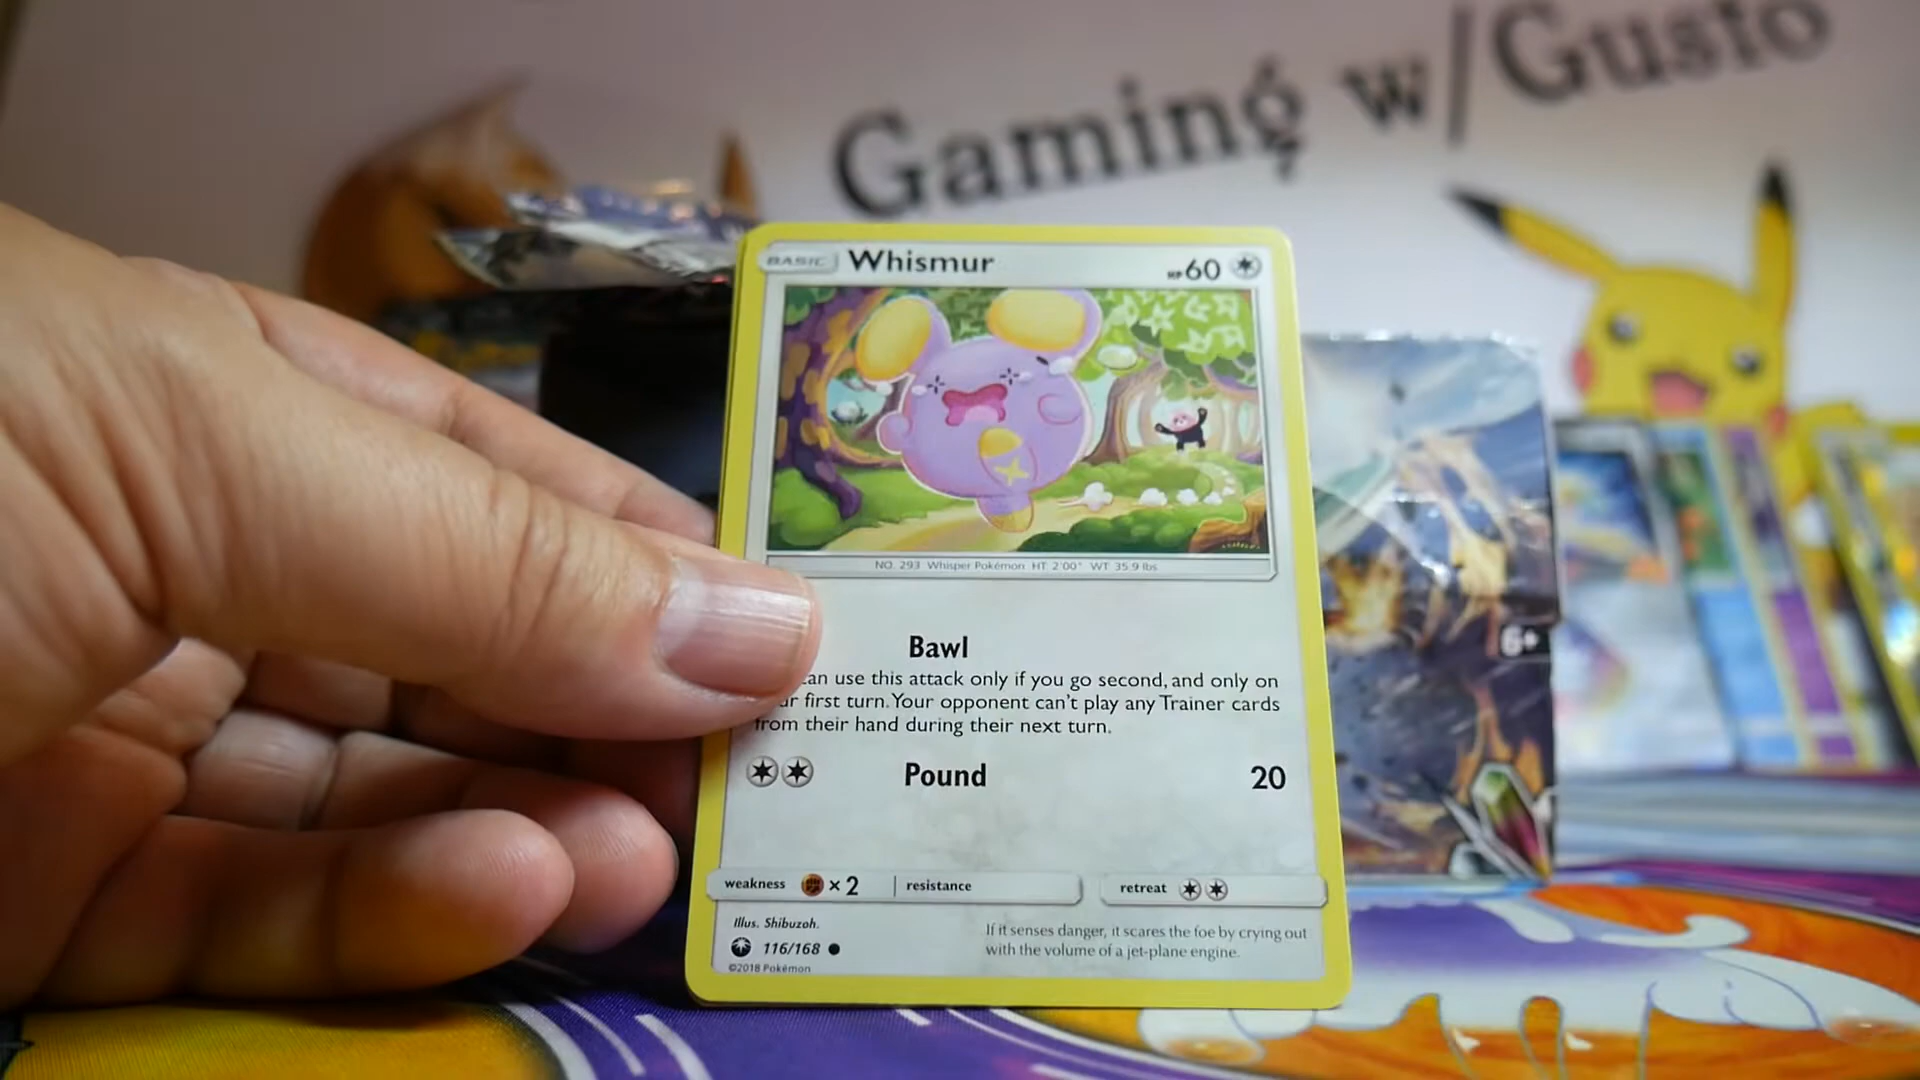 Gaming w/Gusto
BASIC Whismur HP 60
NO. 293 Whisper Pokémon HT 2'00" WT 35.9 lbs
Bawl
can use this attack only if you go second, and only on
first turn. Your opponent can't play any Trainer cards
from their hand during their next turn.
Pound 20
weakness ×2 resistance retreat
Illus. Shibuzoh.
116/168
©2018 Pokémon
If it senses danger, it scares the foe by crying out
with the volume of a jet-plane engine.
6+